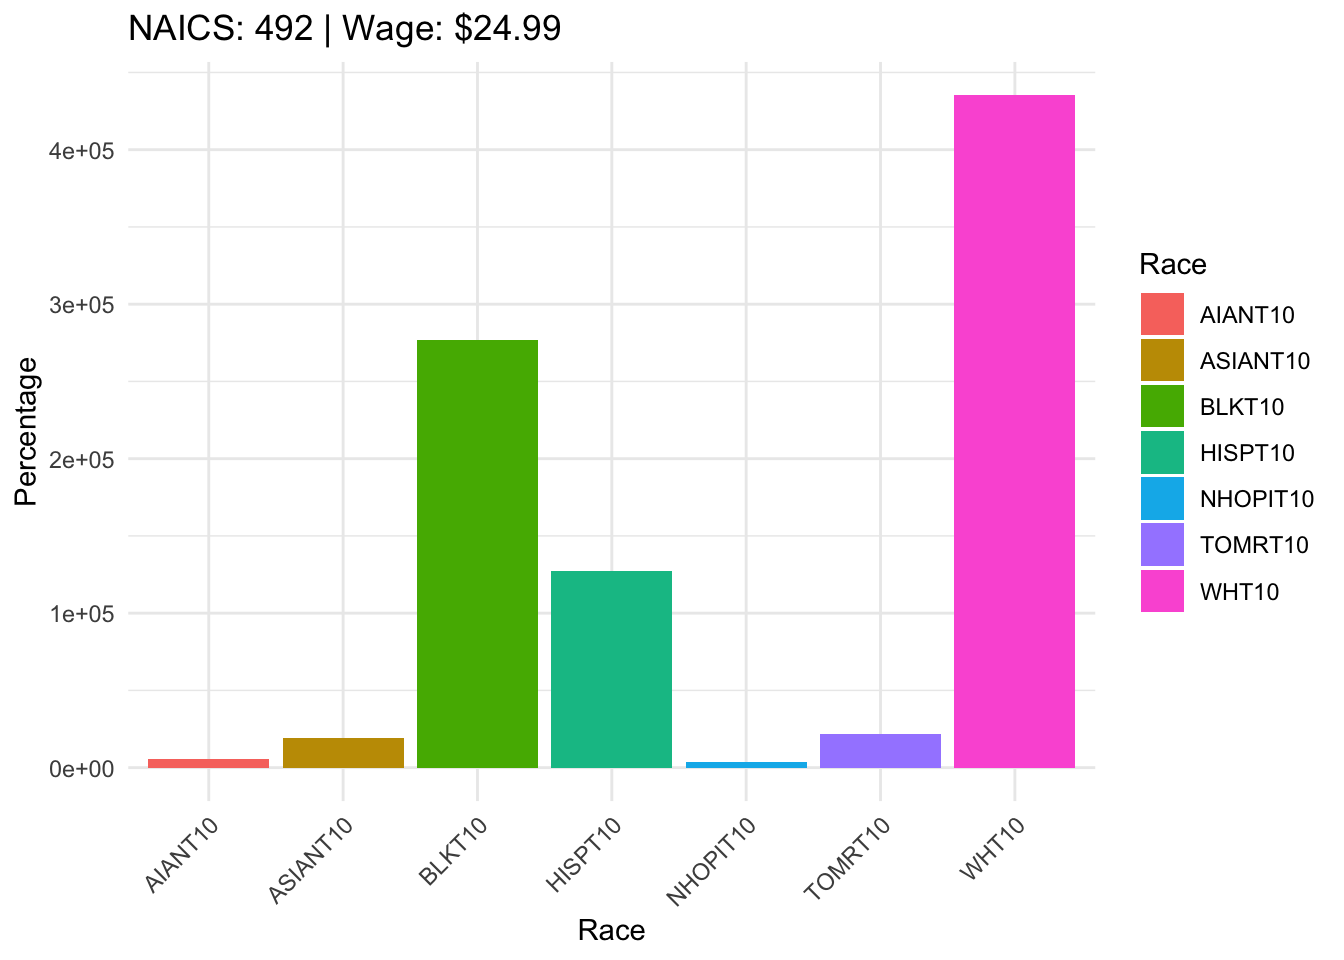 NAICS: 492 | Wage: $24.99
Percentage
4e+05
3e+05
2e+05
1e+05
0e+00
AIANT10
ASIANT10
BLKT10
HISPT10
NHOPIT10
TOMRT10
WHT10
Race
Race
AIANT10
ASIANT10
BLKT10
HISPT10
NHOPIT10
TOMRT10
WHT10